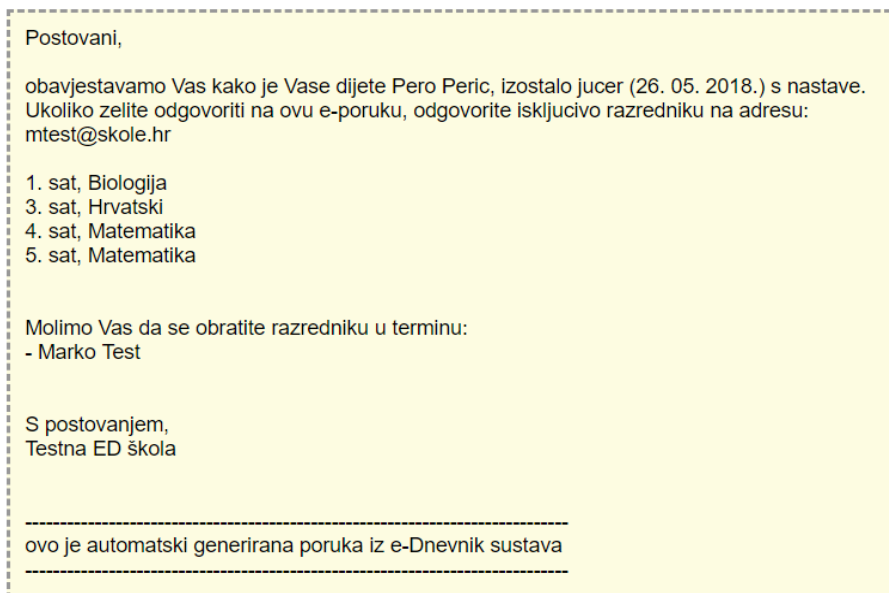 Postovani,
obavjestavamo Vas kako je Vase dijete Pero Peric, izostalo jucer (26. 05. 2018.) s nastave.
Ukoliko zelite odgovoriti na ovu e-poruku, odgovorite iskljucivo razredniku na adresu:
mtest@skole.hr
1. sat, Biologija
3. sat, Hrvatski
4. sat, Matematika
5. sat, Matematika
Molimo Vas da se obratite razredniku u terminu:
- Marko Test
S postovanjem,
Testna ED škola
------------------------------------------------------------------------------
ovo je automatski generirana poruka iz e-Dnevnik sustava
------------------------------------------------------------------------------